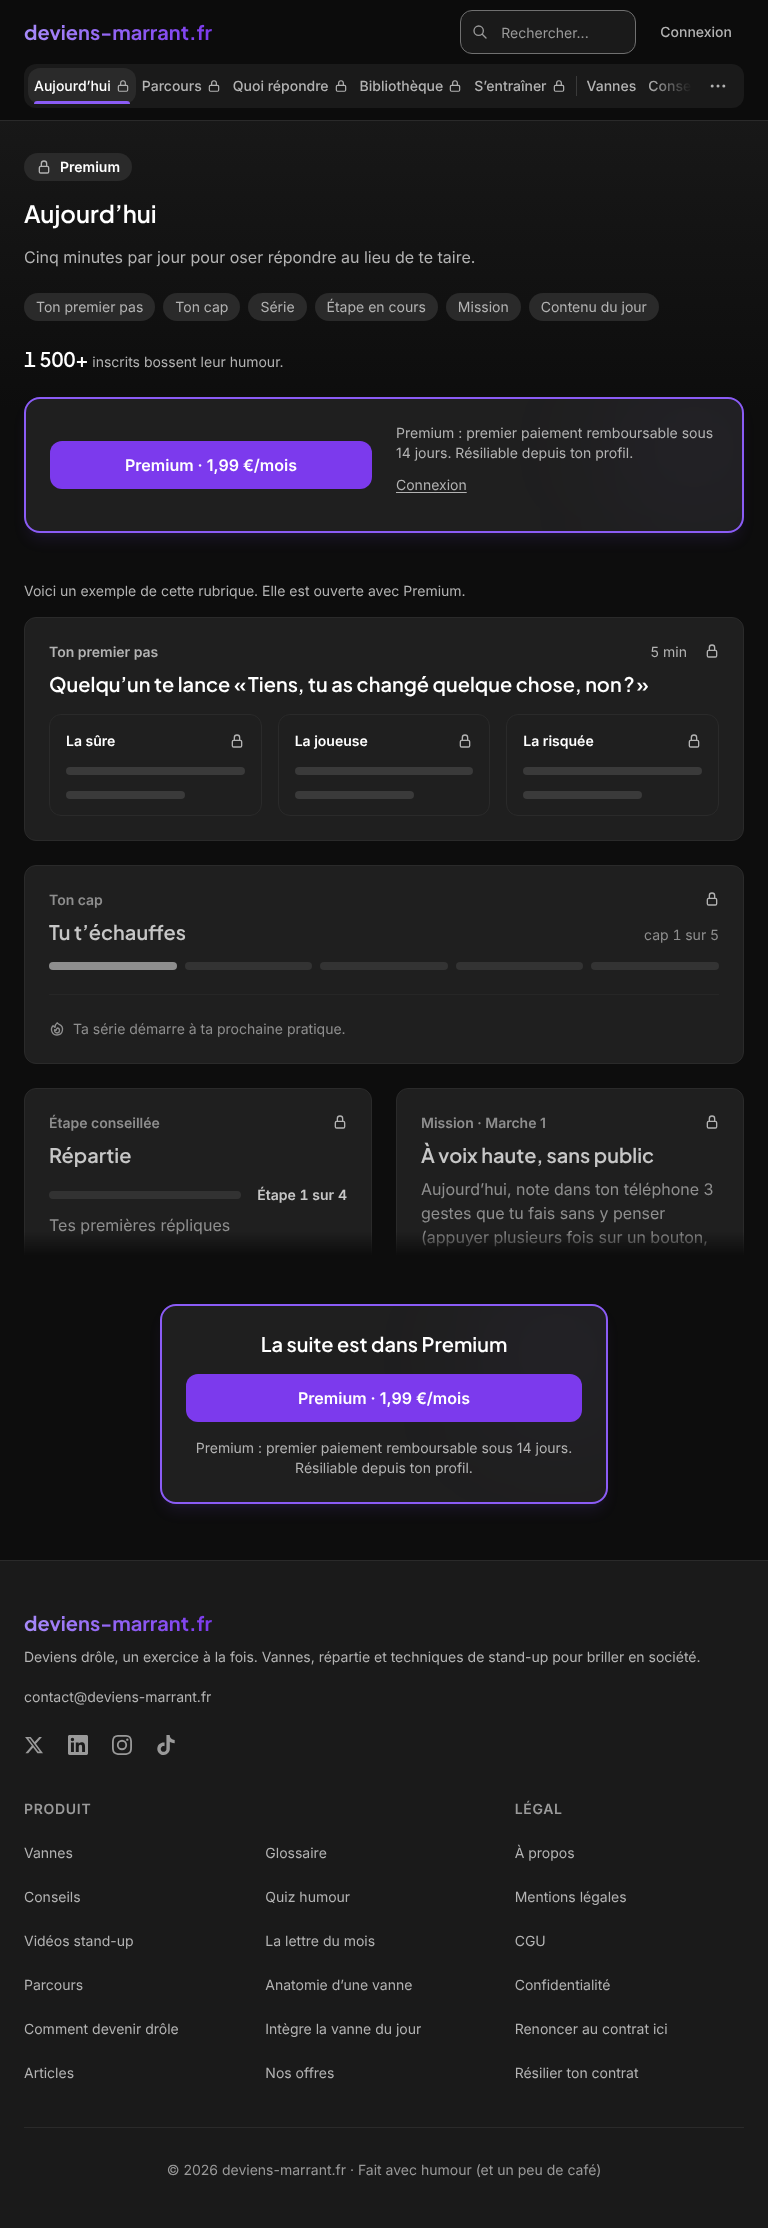 deviens-marrant.fr
Rechercher...
Connexion
Aujourd’hui
Parcours
Quoi répondre
Bibliothèque
S’entraîner
Vannes
Conse
Premium
Aujourd’hui
Cinq minutes par jour pour oser répondre au lieu de te taire.
Ton premier pas
Ton cap
Série
Étape en cours
Mission
Contenu du jour
1 500+ inscrits bossent leur humour.
Premium · 1,99 €/mois
Premium : premier paiement remboursable sous
14 jours. Résiliable depuis ton profil.
Connexion
Voici un exemple de cette rubrique. Elle est ouverte avec Premium.
Ton premier pas
5 min
Quelqu’un te lance « Tiens, tu as changé quelque chose, non ? »
La sûre
La joueuse
La risquée
Ton cap
Tu t’échauffes
cap 1 sur 5
Ta série démarre à ta prochaine pratique.
Étape conseillée
Répartie
Étape 1 sur 4
Tes premières répliques
Mission · Marche 1
À voix haute, sans public
Aujourd’hui, note dans ton téléphone 3
gestes que tu fais sans y penser
(appuyer plusieurs fois sur un bouton,
La suite est dans Premium
Premium · 1,99 €/mois
Premium : premier paiement remboursable sous 14 jours.
Résiliable depuis ton profil.
deviens-marrant.fr
Deviens drôle, un exercice à la fois. Vannes, répartie et techniques de stand-up pour briller en société.
contact@deviens-marrant.fr
PRODUIT
Vannes
Conseils
Vidéos stand-up
Parcours
Comment devenir drôle
Articles
Glossaire
Quiz humour
La lettre du mois
Anatomie d’une vanne
Intègre la vanne du jour
Nos offres
LÉGAL
À propos
Mentions légales
CGU
Confidentialité
Renoncer au contrat ici
Résilier ton contrat
© 2026 deviens-marrant.fr · Fait avec humour (et un peu de café)